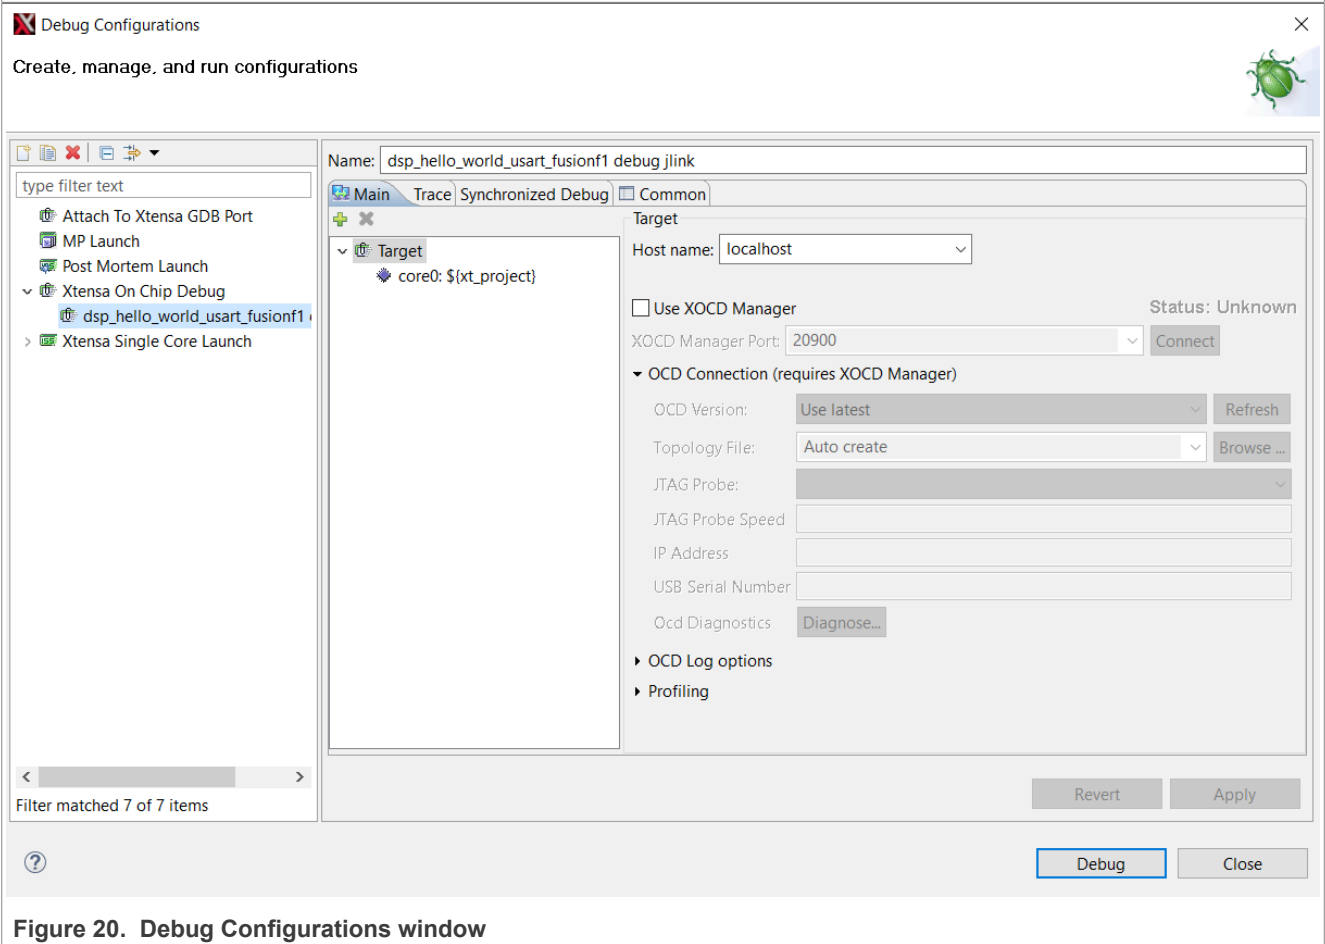 Debug Configurations
Create, manage, and run configurations
type filter text
Attach To Xtensa GDB Port
MP Launch
Post Mortem Launch
Xtensa On Chip Debug
dsp_hello_world_usart_fusionf1
Xtensa Single Core Launch
Filter matched 7 of 7 items
Name: dsp_hello_world_usart_fusionf1 debug jlink
Main Trace Synchronized Debug Common
Target
core0: ${xt_project}
Target
Host name: localhost
Use XOCD Manager Status: Unknown
XOCD Manager Port: 20900 Connect
OCD Connection (requires XOCD Manager)
OCD Version: Use latest Refresh
Topology File: Auto create Browse ...
JTAG Probe:
JTAG Probe Speed
IP Address
USB Serial Number
Ocd Diagnostics Diagnose...
OCD Log options
Profiling
Revert Apply
Debug Close
Figure 20. Debug Configurations window